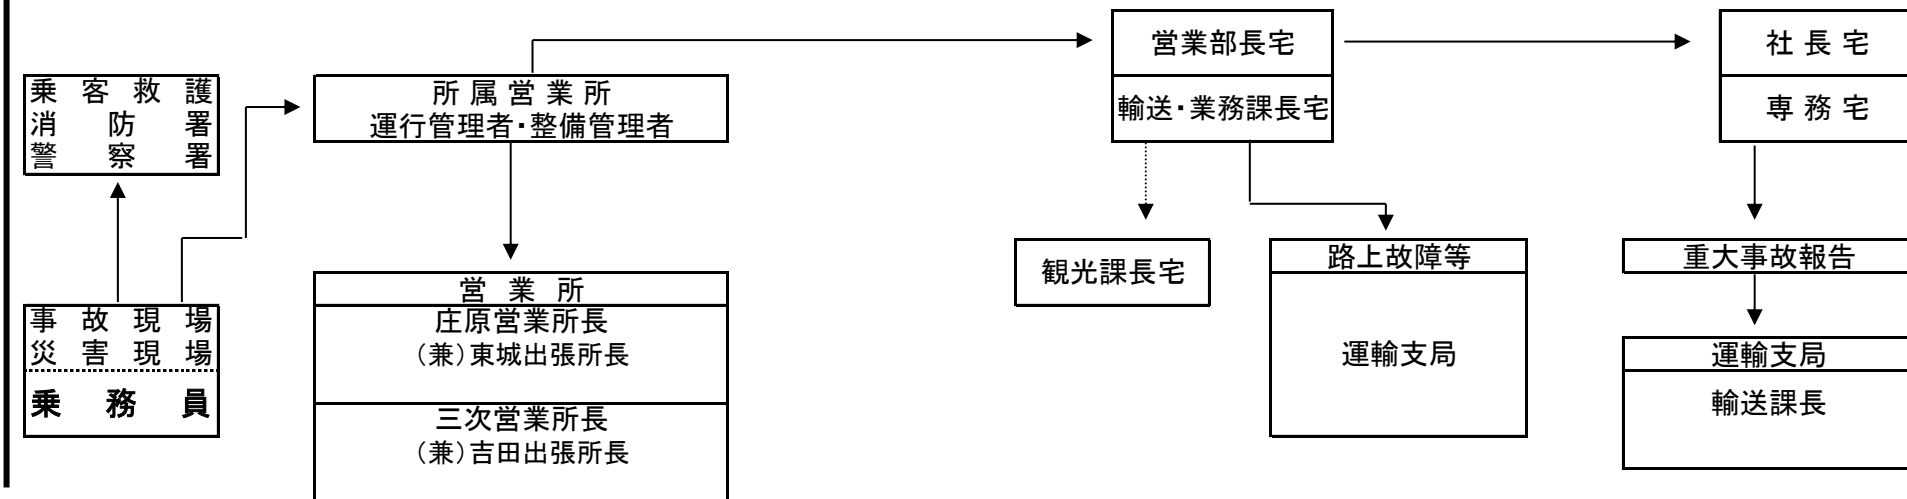 乗客救護
消防署
警察署
事故現場
災害現場
乗務員
所属営業所
運行管理者・整備管理者
営業所
庄原営業所長
（兼）東城出張所長
三次営業所長
（兼）吉田出張所長
営業部長宅
輸送・業務課長宅
観光課長宅
路上故障等
運輸支局
社長宅
専務宅
重大事故報告
運輸支局
輸送課長